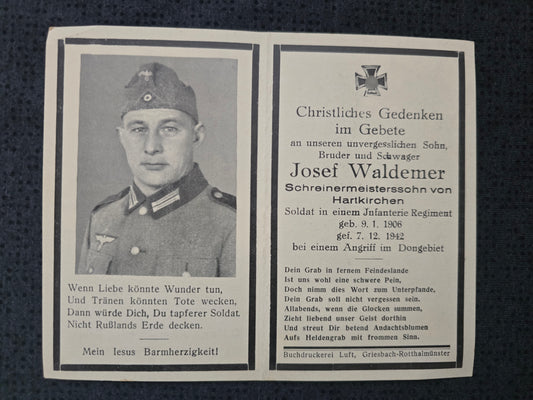 Wenn Liebe könnte Wunder tun,
Und Tränen könnten Tote wecken,
Dann würde Dich, Du tapferer Soldat,
Nicht Rußlands Erde decken.
Mein Iesus Barmherzigkeit!
Christliches Gedenken
im Gebete
an unseren unvergesslichen Sohn,
Bruder und Schwager
Josef Waldemer
Schreinermeisterssohn von
Hartkirchen
Soldat in einem Jnfanterie Regiment
geb. 9. 1. 1906
gef. 7. 12. 1942
bei einem Angriff im Dongebiet
Dein Grab in fernem Feindeslande
Ist uns wohl eine schwere Pein,
Doch nimm dies Wort zum Unterpfande,
Dein Grab soll nicht vergessen sein.
Allabends, wenn die Glocken summen,
Zieht liebend unser Geist dorthin
Und streut Dir betend Andachtsblumen
Aufs Heldengrab mit frommen Sinn.
Buchdruckerei Luft, Griesbach-Rotthalmünster